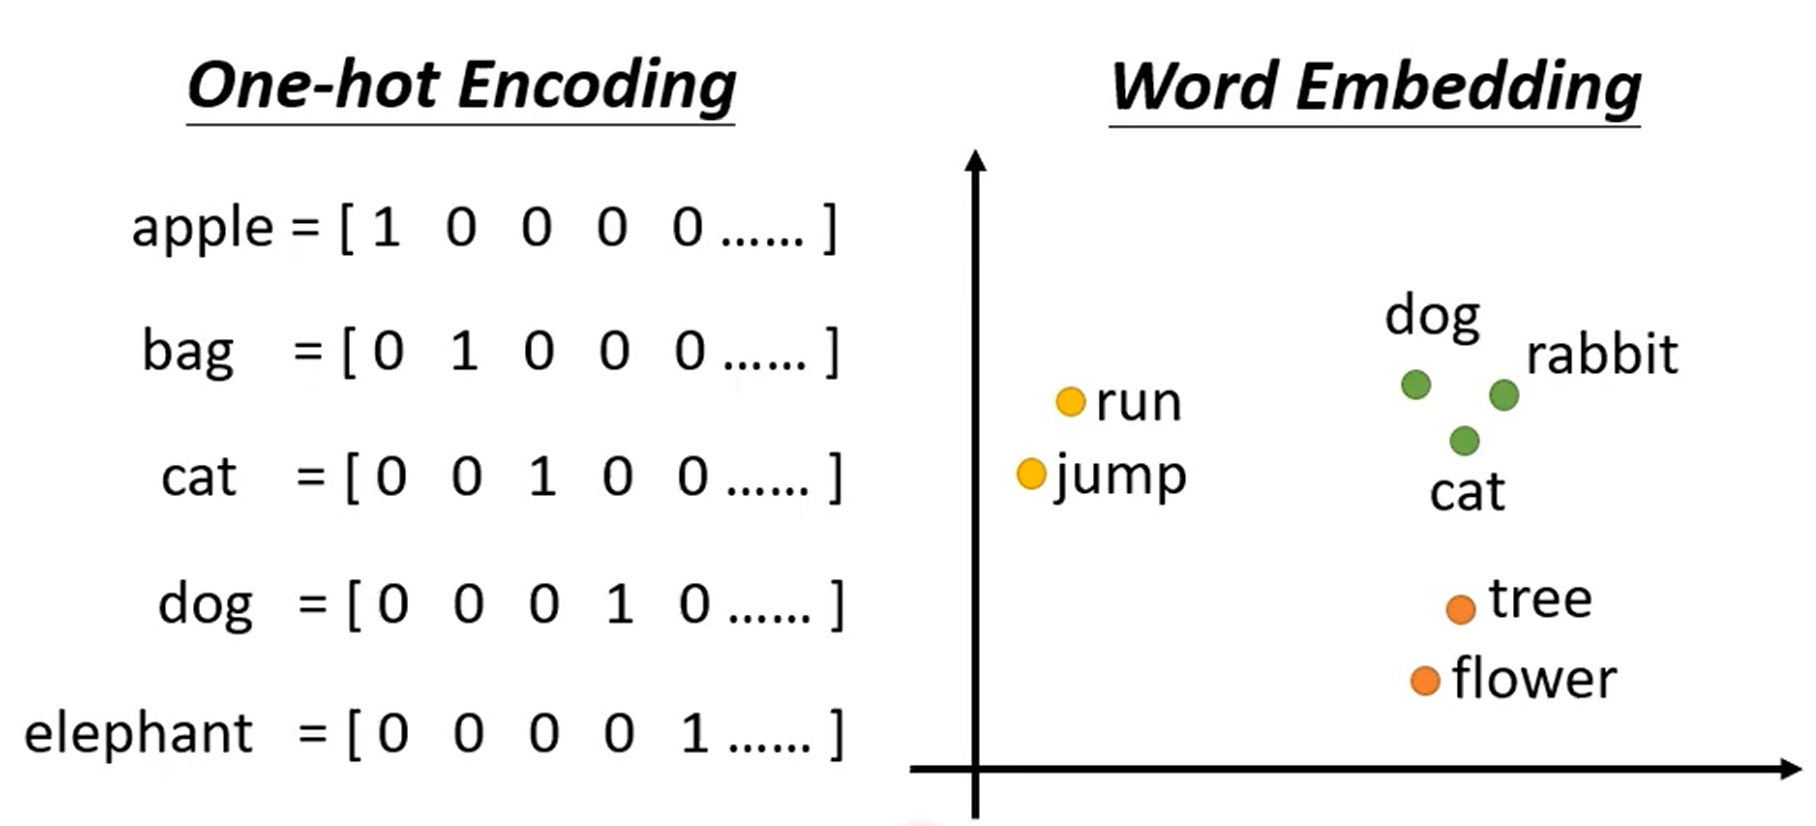 One-hot Encoding
apple = [ 1 0 0 0 0 ...... ]
bag = [ 0 1 0 0 0 ...... ]
cat = [ 0 0 1 0 0 ...... ]
dog = [ 0 0 0 1 0 ...... ]
elephant = [ 0 0 0 0 1 ...... ]
Word Embedding
dog
rabbit
run
jump
cat
tree
flower